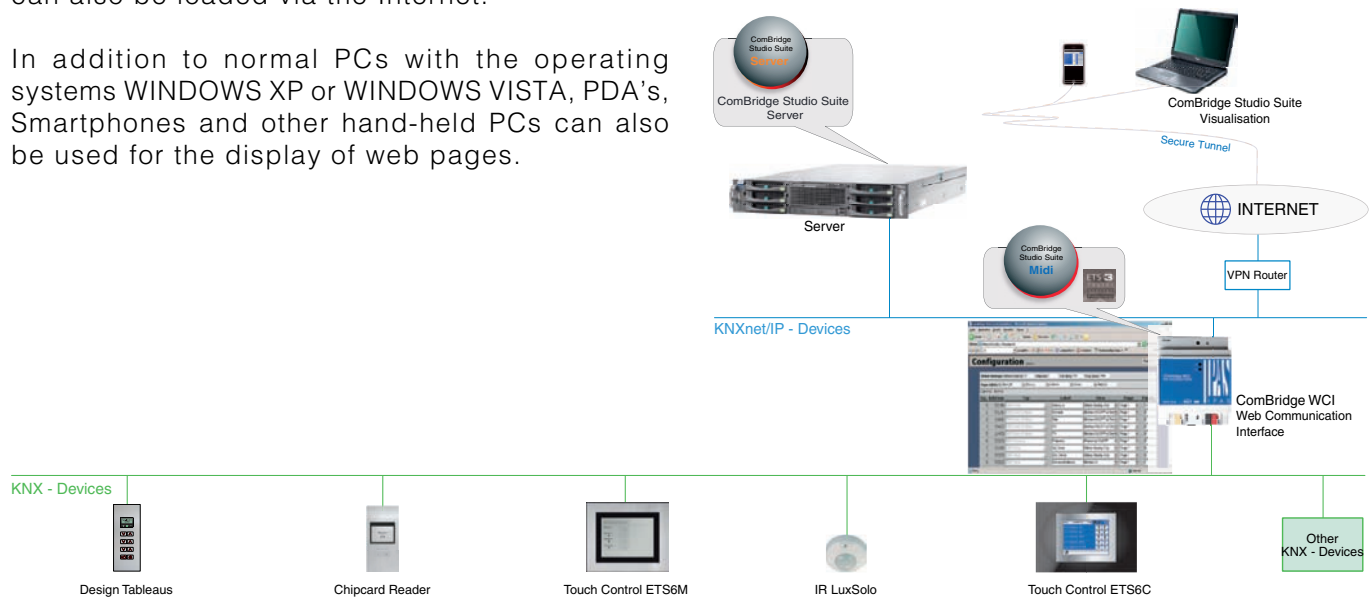 can also be loaded via the Internet.
In addition to normal PCs with the operating
systems WINDOWS XP or WINDOWS VISTA, PDA's,
Smartphones and other hand-held PCs can also
be used for the display of web pages.
ComBridge
Studio Suite
Server
ComBridge Studio Suite
Server
Server
ComBridge Studio Suite
Visualisation
Secure Tunnel
INTERNET
VPN Router
ComBridge
Studio Suite
Midi
ETS 3
KNXnet/IP - Devices
Configuration
ComBridge WCI
Web Communication
Interface
KNX - Devices
Design Tableaus
Chipcard Reader
Touch Control ETS6M
IR LuxSolo
Touch Control ETS6C
Other
KNX - Devices